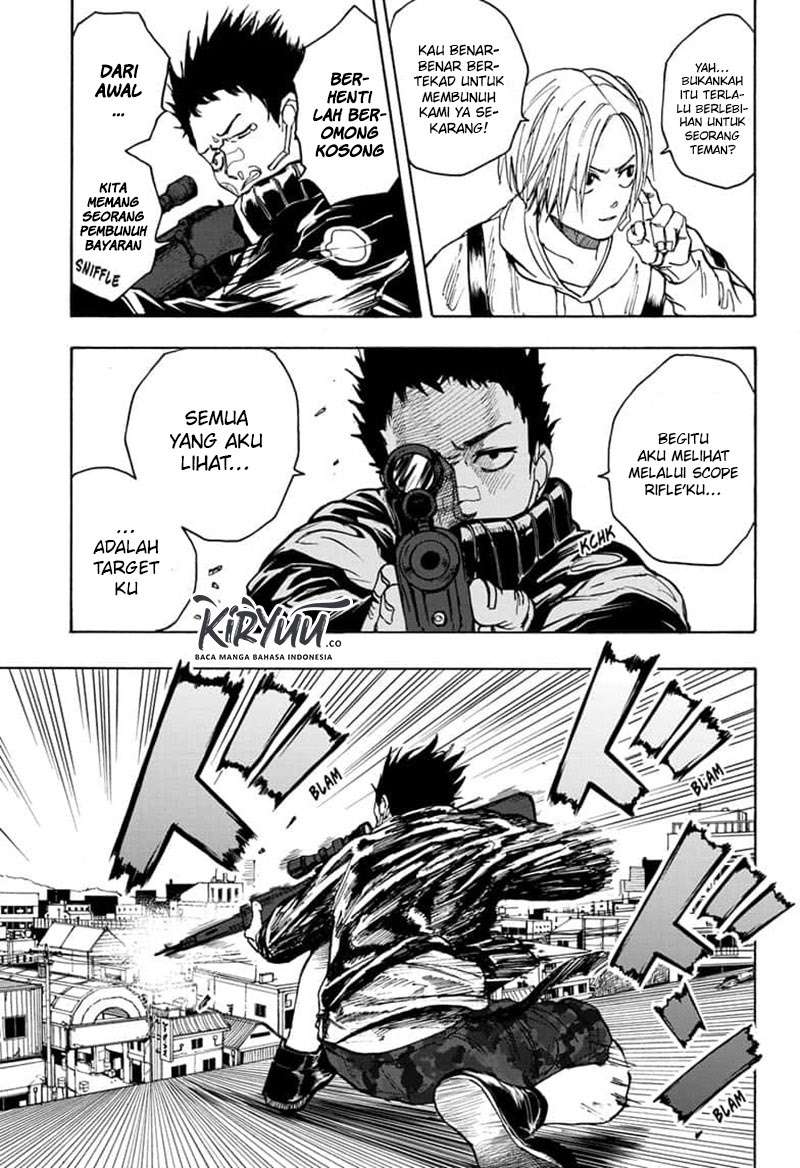 YAH...
BUKANKAH
ITU TERLA-
LU BERLEBI-
HAN UNTUK
SEORANG
TEMAN?
KAU BENAR-
BENAR BER-
TEKAD UNTUK
MEMBUNUH
KAMI YA SE-
KARANG!
BER-
HENTI
LAH BER-
OMONG
KOSONG
DARI
AWAL
...
KITA
MEMANG
SEORANG
PEMBUNUH
BAYARAN
SNIFFLE
BEGITU
AKU MELIHAT
MELALUI SCOPE
RIFLE'KU...
KCHK
SEMUA
YANG AKU
LIHAT...
...
ADALAH
TARGET
KU
KIRYUU.CO
BACA MANGA BAHASA INDONESIA
ド
BLAM
ド
BLAM
ド
BLAM